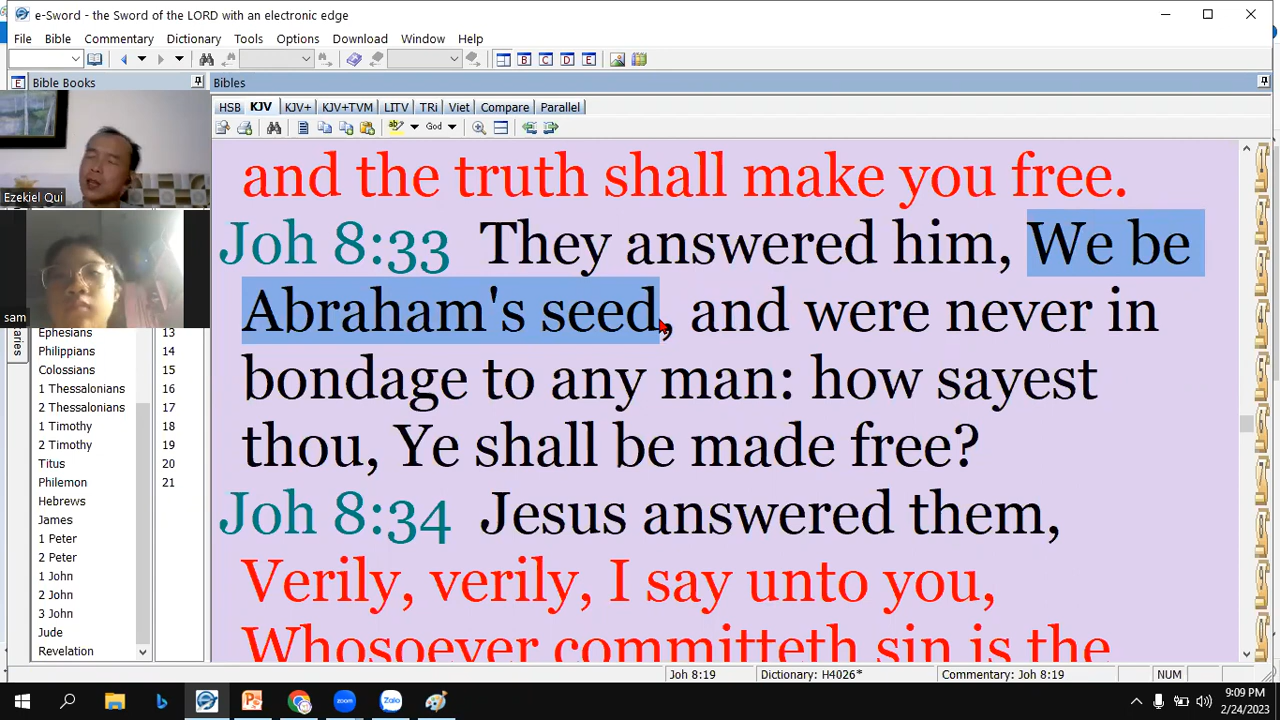 e-Sword - the Sword of the LORD with an electronic edge
File Bible Commentary Dictionary Tools Options Download Window Help
B C D E
E Bible Books
Bibles
HSB KJV KJV+ KJV+TVM LITV TRi Viet Compare Parallel
God
Ezekiel Qui
sam
Ephesians 13
Philippians 14
Colossians 15
1 Thessalonians 16
2 Thessalonians 17
1 Timothy 18
2 Timothy 19
Titus 20
Philemon 21
Hebrews
James
1 Peter
2 Peter
1 John
2 John
3 John
Jude
Revelation
and the truth shall make you free.
Joh 8:33 They answered him, We be
Abraham's seed, and were never in
bondage to any man: how sayest
thou, Ye shall be made free?
Joh 8:34 Jesus answered them,
Verily, verily, I say unto you,
Whosoever committeth sin is the
Joh 8:19 Dictionary: H4026* Commentary: Joh 8:19 NUM
zoom Zalo
9:09 PM
2/24/2023